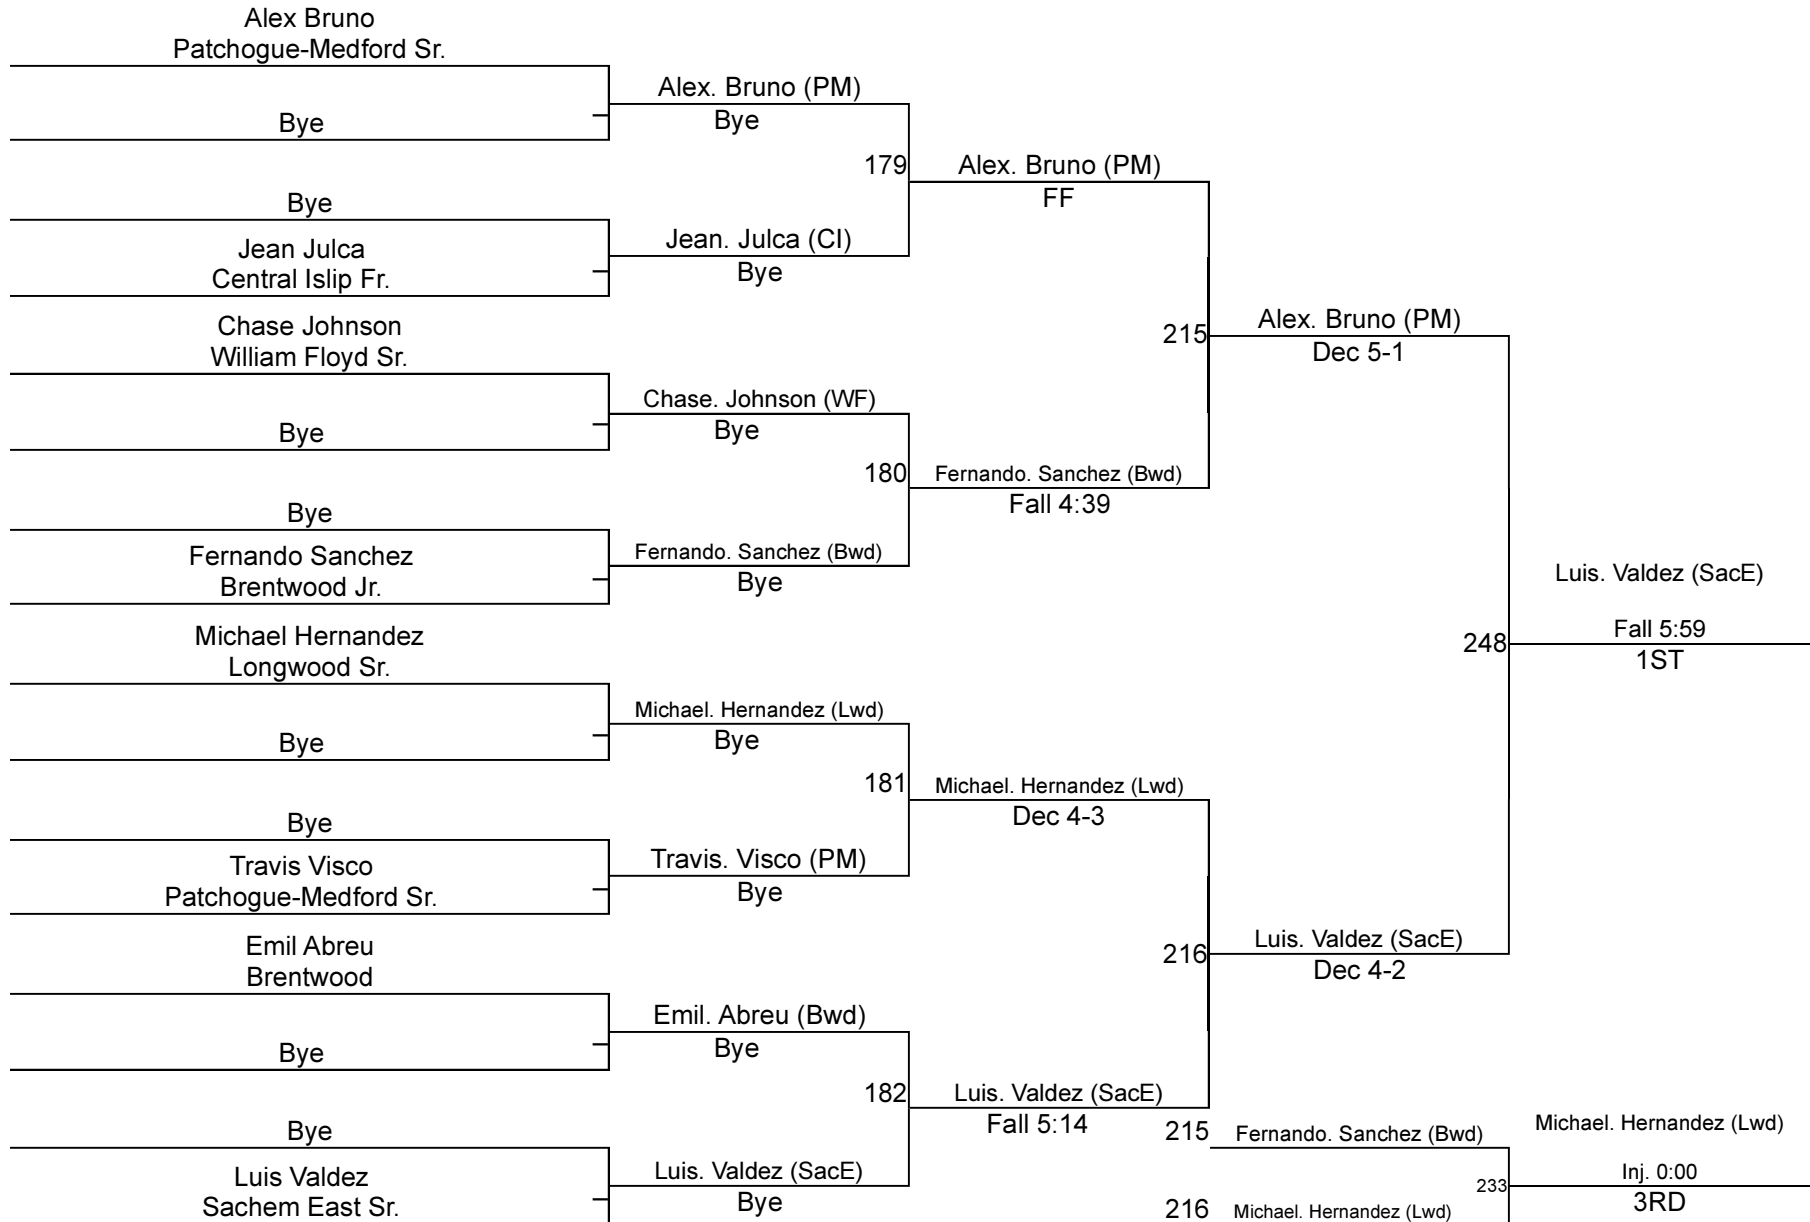 Alex Bruno
Patchogue-Medford Sr.
Bye
Bye
Jean Julca
Central Islip Fr.
Chase Johnson
William Floyd Sr.
Bye
Bye
Fernando Sanchez
Brentwood Jr.
Michael Hernandez
Longwood Sr.
Bye
Bye
Travis Visco
Patchogue-Medford Sr.
Emil Abreu
Brentwood
Bye
Bye
Luis Valdez
Sachem East Sr.
Alex. Bruno (PM)
Bye
Jean. Julca (CI)
Bye
Chase. Johnson (WF)
Bye
Fernando. Sanchez (Bwd)
Bye
Michael. Hernandez (Lwd)
Bye
Travis. Visco (PM)
Bye
Emil. Abreu (Bwd)
Bye
Luis. Valdez (SacE)
Bye
179
Alex. Bruno (PM)
FF
180
Fernando. Sanchez (Bwd)
Fall 4:39
181
Michael. Hernandez (Lwd)
Dec 4-3
182
Luis. Valdez (SacE)
Fall 5:14
215
Alex. Bruno (PM)
Dec 5-1
216
Luis. Valdez (SacE)
Dec 4-2
248
Luis. Valdez (SacE)
Fall 5:59
1ST
215
Fernando. Sanchez (Bwd)
216
Michael. Hernandez (Lwd)
233
Michael. Hernandez (Lwd)
Inj. 0:00
3RD